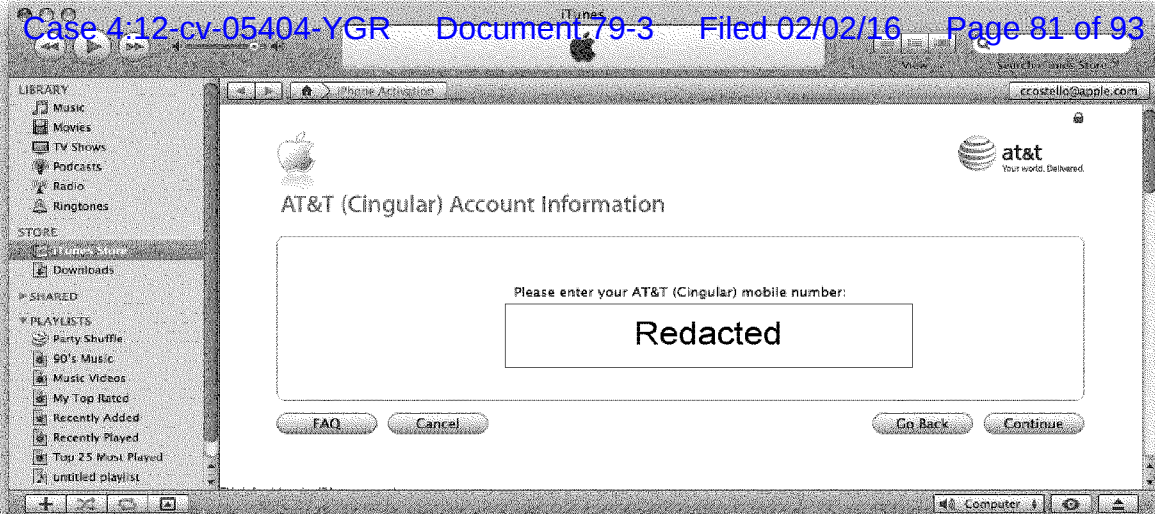 iTunes
Case 4:12-cv-05404-YGR Document 79-3 Filed 02/02/16 Page 81 of 93
View
Search iTunes Store
LIBRARY
iPhone Activation
ccostello@apple.com
Music
Movies
TV Shows
Podcasts
Radio
Ringtones
at&t
Your world. Delivered.
AT&T (Cingular) Account Information
STORE
iTunes Store
Downloads
SHARED
PLAYLISTS
Party Shuffle
90's Music
Music Videos
My Top Rated
Recently Added
Recently Played
Top 25 Most Played
untitled playlist
Please enter your AT&T (Cingular) mobile number:
Redacted
FAQ
Cancel
Go Back
Continue
Computer